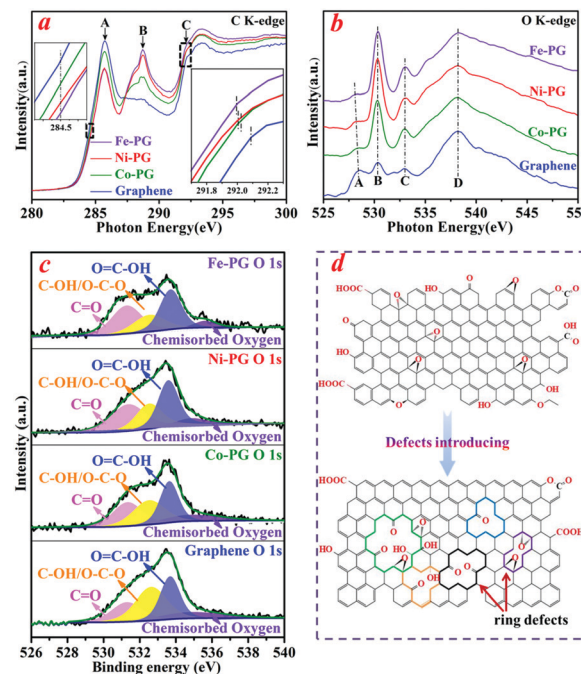 a
C K-edge
A
B
C
Intensity(a.u.)
284.5
Fe-PG
Ni-PG
Co-PG
Graphene
291.8 292.0 292.2
280 285 290 295 300
Photon Energy(eV)
b
O K-edge
Intensity(a.u.)
Fe-PG
Ni-PG
Co-PG
Graphene
A B C D
525 530 535 540 545 550
Photon Energy(eV)
c
Fe-PG O 1s
O=C-OH
C-OH/O-C-O
C=O
Chemisorbed Oxygen
Ni-PG O 1s
O=C-OH
C-OH/O-C-O
C=O
Chemisorbed Oxygen
Co-PG O 1s
O=C-OH
C-OH/O-C-O
C=O
Chemisorbed Oxygen
Graphene O 1s
O=C-OH
C-OH/O-C-O
C=O
Chemisorbed Oxygen
Intensity (a.u.)
526 528 530 532 534 536 538 540
Binding energy (eV)
d
HOOC
O
HO
O
O
O
C
O
O
O
OH
C
O
HO
O
O
O
HOOC
OH
O
HO
O
Defects introducing
HOOC
O
C
O
O
O
O
COOH
O
HO
O
HO
OH
O
O
O
OH
O
O
ring defects